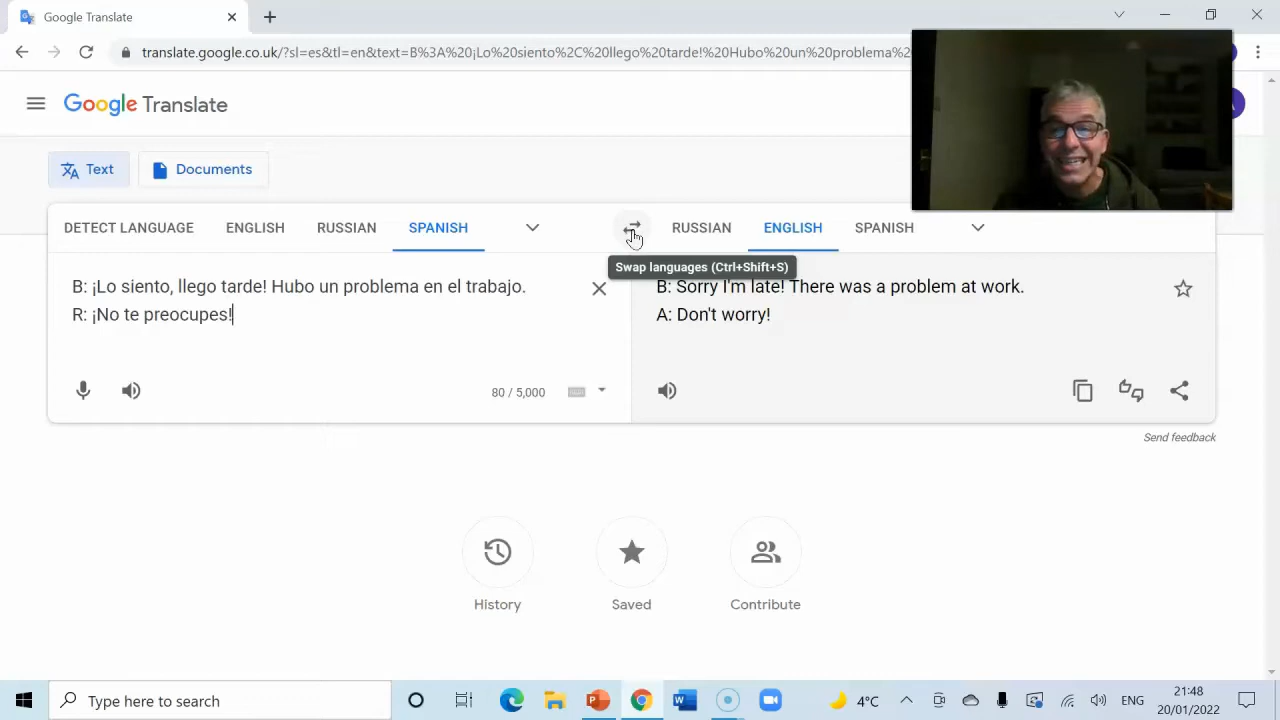 Google Translate
translate.google.co.uk/?sl=es&tl=en&text=B%3A%20¡Lo%20siento%2C%20llego%20tarde!%20Hubo%20un%20problema%20
Google Translate
Text
Documents
DETECT LANGUAGE ENGLISH RUSSIAN SPANISH
RUSSIAN ENGLISH SPANISH
Swap languages (Ctrl+Shift+S)
B: ¡Lo siento, llego tarde! Hubo un problema en el trabajo.
R: ¡No te preocupes!
80 / 5,000
B: Sorry I'm late! There was a problem at work.
A: Don't worry!
Send feedback
History
Saved
Contribute
Type here to search
4°C
ENG
21:48
20/01/2022